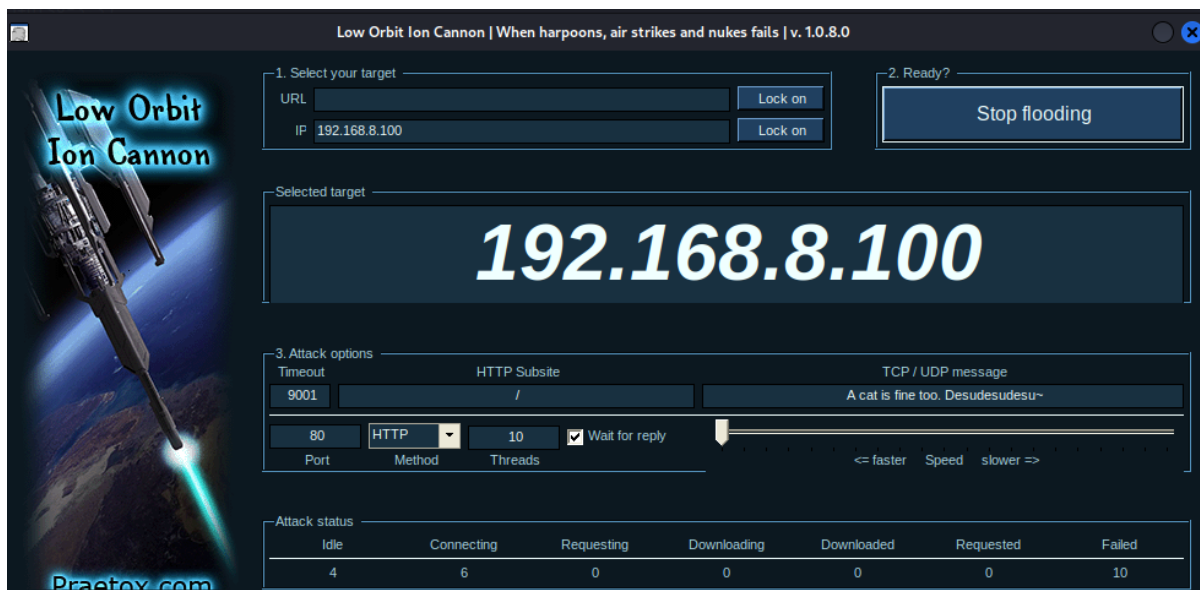 Low Orbit Ion Cannon | When harpoons, air strikes and nukes fails | v. 1.0.8.0
Low Orbit
Ion Cannon
1. Select your target
URL Lock on
IP 192.168.8.100 Lock on
2. Ready?
Stop flooding
Selected target
192.168.8.100
3. Attack options
Timeout HTTP Subsite TCP / UDP message
9001 / A cat is fine too. Desudesudesu~
80 HTTP 10 Wait for reply
Port Method Threads <= faster Speed slower =>
Attack status
Idle Connecting Requesting Downloading Downloaded Requested Failed
4 6 0 0 0 0 10
Praetox.com